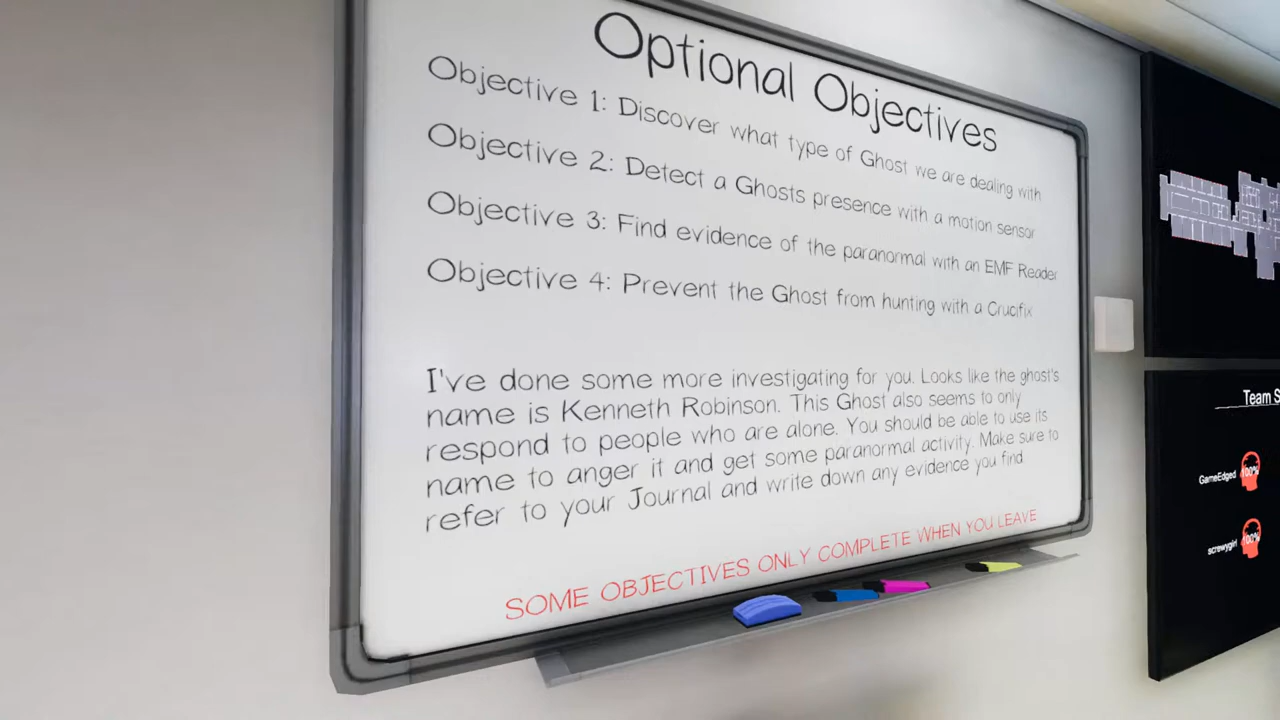 Optional Objectives
Objective 1: Discover what type of Ghost we are dealing with
Objective 2: Detect a Ghosts presence with a motion sensor
Objective 3: Find evidence of the paranormal with an EMF Reader
Objective 4: Prevent the Ghost from hunting with a Crucifix
I've done some more investigating for you. Looks like the ghost's
name is Kenneth Robinson. This Ghost also seems to only
respond to people who are alone. You should be able to use its
name to anger it and get some paranormal activity. Make sure to
refer to your Journal and write down any evidence you find.
SOME OBJECTIVES ONLY COMPLETE WHEN YOU LEAVE
Team S
GameEdged 100%
screwygirl 100%